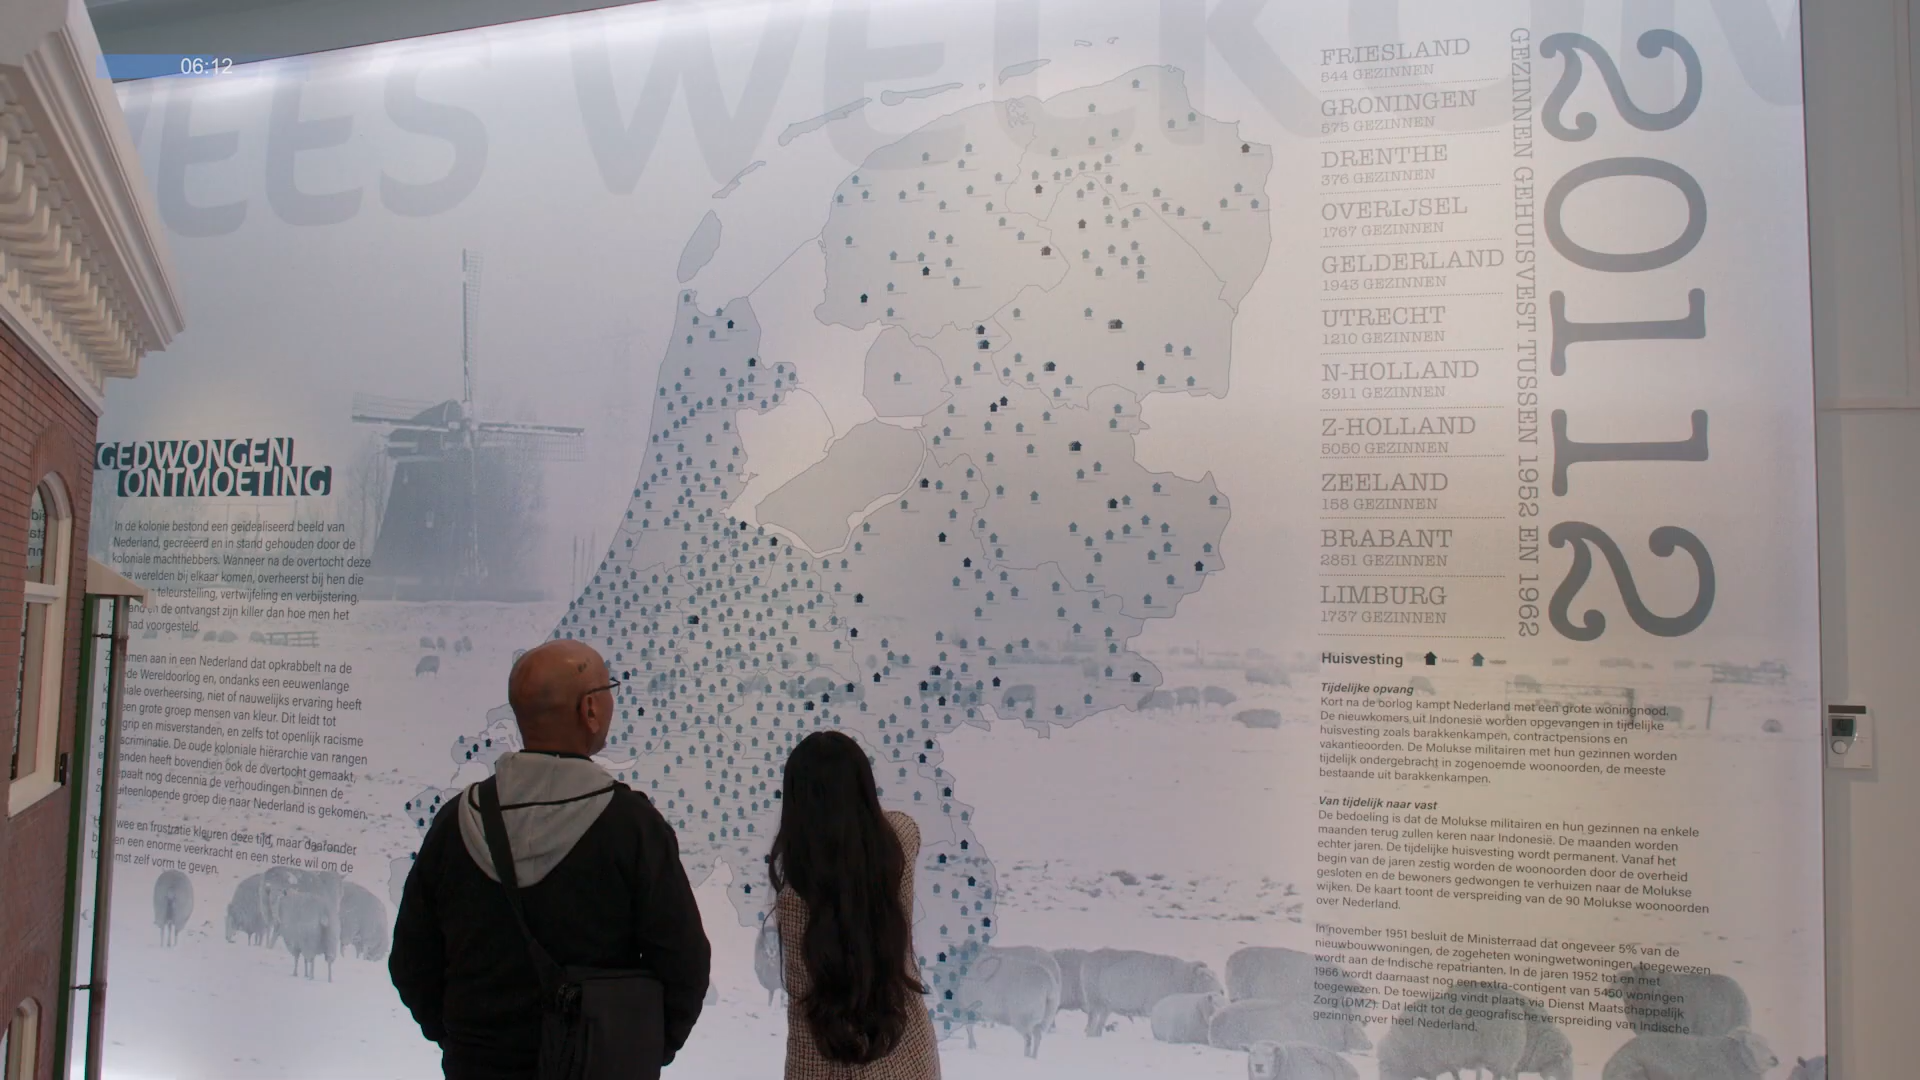 06:12
WEES WELKOM
FRIESLAND
544 GEZINNEN
GRONINGEN
575 GEZINNEN
DRENTHE
376 GEZINNEN
OVERIJSEL
1767 GEZINNEN
GELDERLAND
1943 GEZINNEN
UTRECHT
1210 GEZINNEN
N-HOLLAND
3911 GEZINNEN
Z-HOLLAND
5050 GEZINNEN
ZEELAND
158 GEZINNEN
BRABANT
2851 GEZINNEN
LIMBURG
1737 GEZINNEN
GEZINNEN GEHUISVEST TUSSEN 1952 EN 1962
20112
GEDWONGEN
ONTMOETING
In de kolonie bestond een geïdealiseerd beeld van
Nederland, gecreëerd en in stand gehouden door de
koloniale machthebbers. Wanneer na de overtocht deze
werelden bij elkaar komen, overheerst bij hen die
teleurstelling, vertwijfeling en verbijstering.
en de ontvangst zijn killer dan hoe men het
had voorgesteld.
aan in een Nederland dat opkrabbelt na de
Wereldoorlog en, ondanks een eeuwenlange
overheersing, niet of nauwelijks ervaring heeft
een grote groep mensen van kleur. Dit leidt tot
en misverstanden, en zelfs tot openlijk racisme
De oude koloniale hiërarchie van rangen
heeft bovendien ook de overtocht gemaakt,
nog decennia de verhoudingen binnen de
groep die naar Nederland is gekomen.
en frustratie kleuren deze tijd, maar daaronder
een enorme veerkracht en een sterke wil om de
zelf vorm te geven.
Huisvesting
Tijdelijke opvang
Kort na de oorlog kampt Nederland met een grote woningnood.
De nieuwkomers uit Indonesië worden opgevangen in tijdelijke
huisvesting zoals barakkenkampen, contractpensions en
vakantieoorden. De Molukse militairen met hun gezinnen worden
tijdelijk ondergebracht in zogenoemde woonoorden, de meeste
bestaande uit barakkenkampen.
Van tijdelijk naar vast
De bedoeling is dat de Molukse militairen en hun gezinnen na enkele
maanden terug zullen keren naar Indonesië. De maanden worden
echter jaren. De tijdelijke huisvesting wordt permanent. Vanaf het
begin van de jaren zestig worden de woonoorden door de overheid
gesloten en de bewoners gedwongen te verhuizen naar de Molukse
wijken. De kaart toont de verspreiding van de 90 Molukse woonoorden
over Nederland.
In november 1951 besluit de Ministerraad dat ongeveer 5% van de
nieuwbouwwoningen, de zogeheten woningwetwoningen, toegewezen
wordt aan de Indische repatrianten. In de jaren 1952 tot en met
1966 wordt daarnaast nog een extra-contigent van 5450 woningen
toegewezen. De toewijzing vindt plaats via Dienst Maatschappelijk
Zorg (DMZ). Dat leidt tot de geografische verspreiding van Indische
gezinnen over heel Nederland.